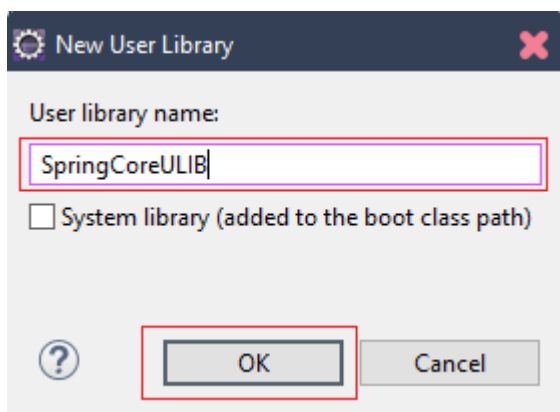 New User Library
User library name:
SpringCoreULIB
System library (added to the boot class path)
?
OK Cancel